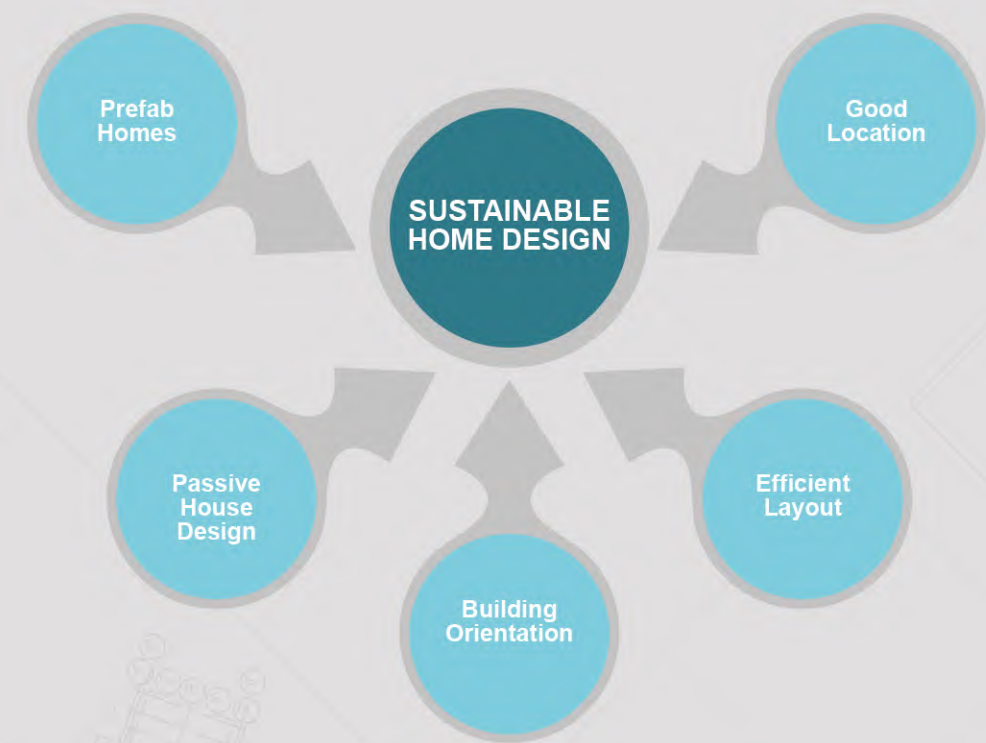 Prefab
Homes
Good
Location
SUSTAINABLE
HOME DESIGN
Passive
House
Design
Efficient
Layout
Building
Orientation